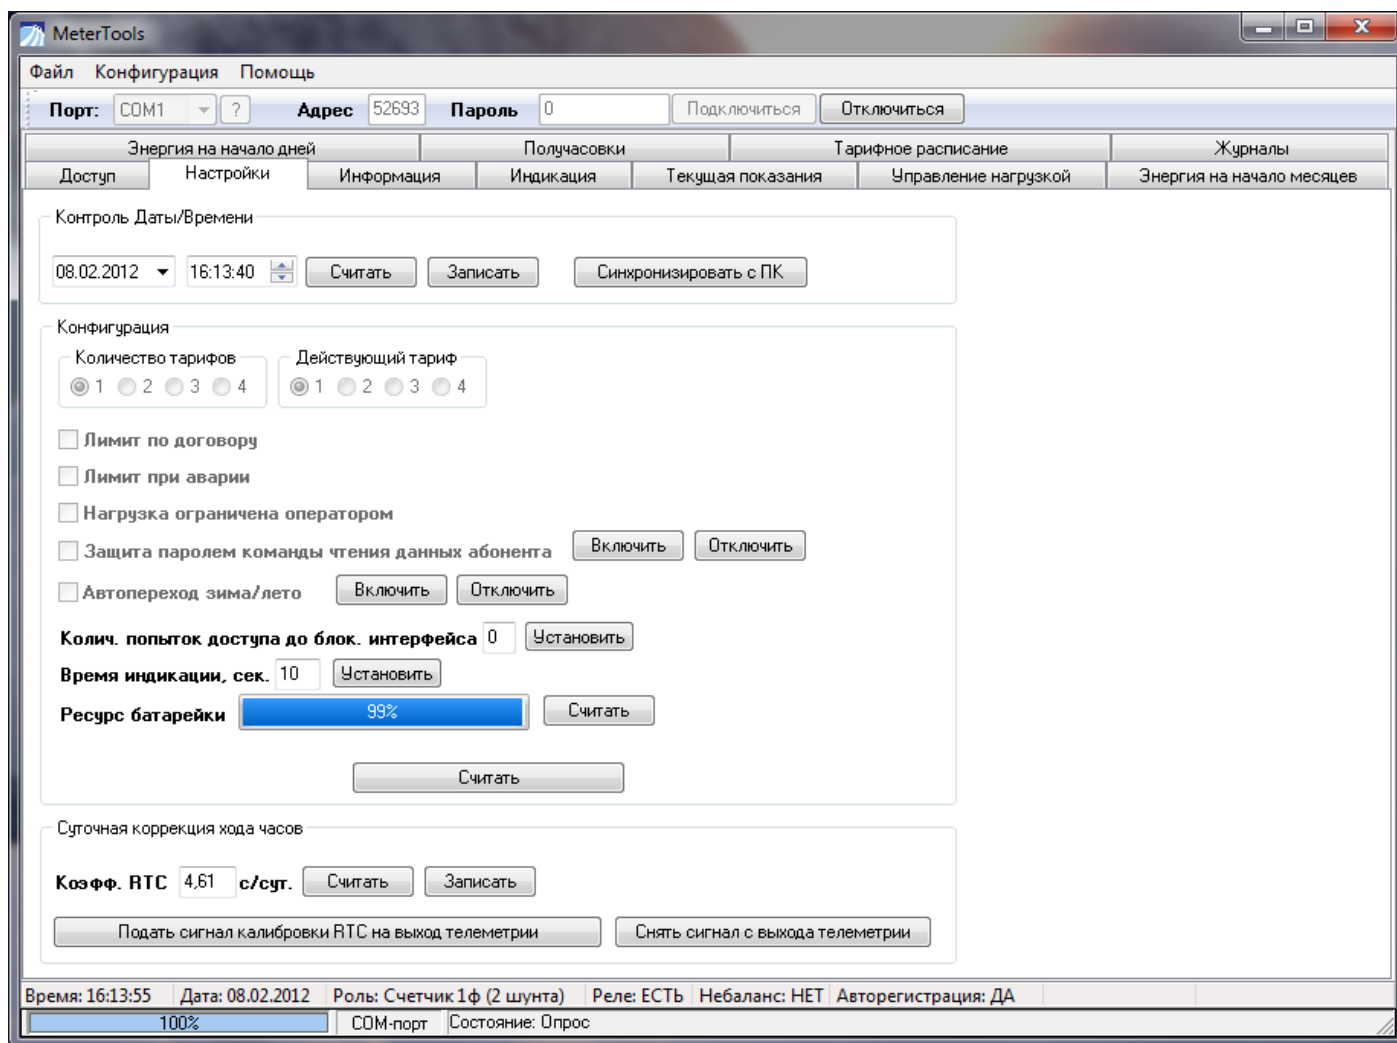 MeterTools
Файл Конфигурация Помощь
Порт: COM1 ? Адрес 52693 Пароль 0 Подключиться Отключиться
Энергия на начало дней Получасовки Тарифное расписание Журналы
Доступ Настройки Информация Индикация Текущая показания Управление нагрузкой Энергия на начало месяцев
Контроль Даты/Времени
08.02.2012 16:13:40 Считать Записать Синхронизировать с ПК
Конфигурация
Количество тарифов Действующий тариф
1 2 3 4 1 2 3 4
Лимит по договору
Лимит при аварии
Нагрузка ограничена оператором
Защита паролем команды чтения данных абонента Включить Отключить
Автопереход зима/лето Включить Отключить
Колич. попыток доступа до блок. интерфейса 0 Установить
Время индикации, сек. 10 Установить
Ресурс батарейки 99% Считать
Считать
Суточная коррекция хода часов
Коэфф. RTC 4,61 с/сут. Считать Записать
Подать сигнал калибровки RTC на выход телеметрии Снять сигнал с выхода телеметрии
Время: 16:13:55 Дата: 08.02.2012 Роль: Счетчик 1ф (2 шунта) Реле: ЕСТЬ Небаланс: НЕТ Авторегистрация: ДА
100% COM-порт Состояние: Опрос